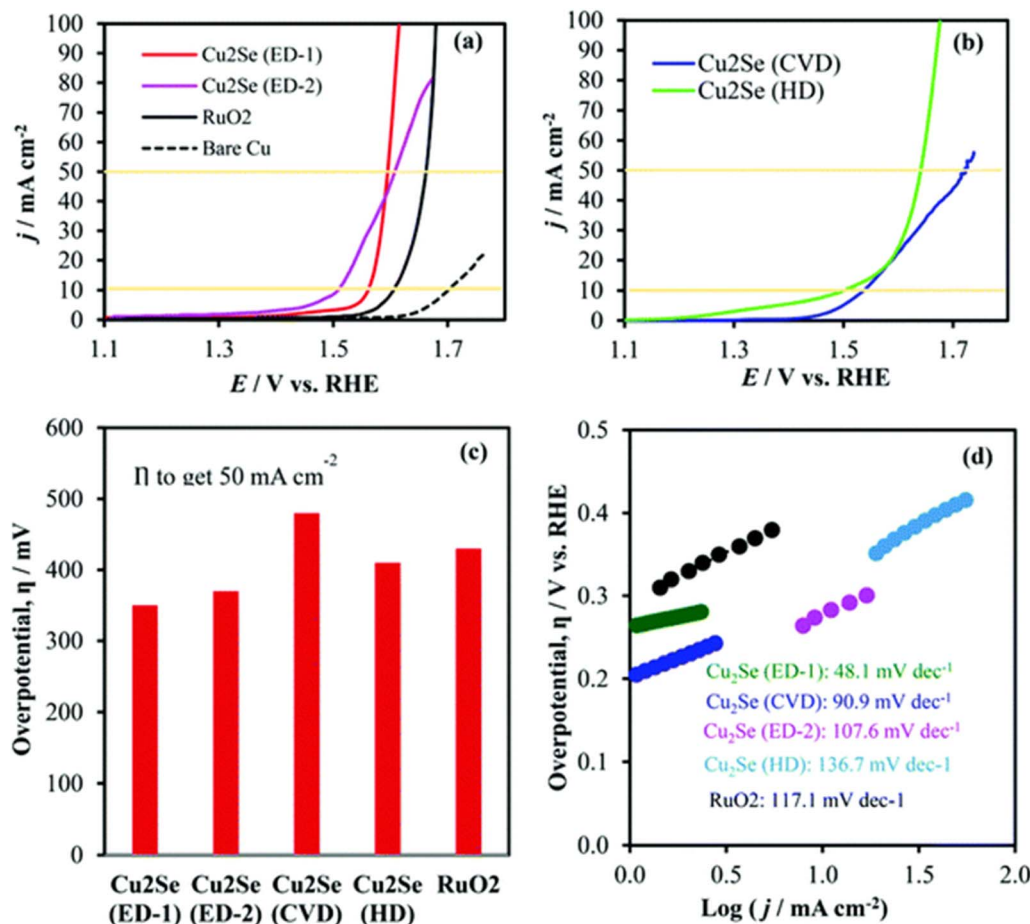 (a)
100
90
80
70
60
50
40
30
20
10
0
j / mA cm-2
Cu2Se (ED-1)
Cu2Se (ED-2)
RuO2
Bare Cu
1.1 1.3 1.5 1.7
E / V vs. RHE
(b)
100
90
80
70
60
50
40
30
20
10
0
j / mA cm-2
Cu2Se (CVD)
Cu2Se (HD)
1.1 1.3 1.5 1.7
E / V vs. RHE
(c)
Π to get 50 mA cm-2
600
500
400
300
200
100
0
Overpotential, η / mV
Cu2Se Cu2Se Cu2Se Cu2Se RuO2
(ED-1) (ED-2) (CVD) (HD)
(d)
0.5
0.4
0.3
0.2
0.1
0.0
Overpotential, η / V vs. RHE
Cu2Se (ED-1): 48.1 mV dec-1
Cu2Se (CVD): 90.9 mV dec-1
Cu2Se (ED-2): 107.6 mV dec-1
Cu2Se (HD): 136.7 mV dec-1
RuO2: 117.1 mV dec-1
0.0 0.5 1.0 1.5 2.0
Log (j / mA cm-2)